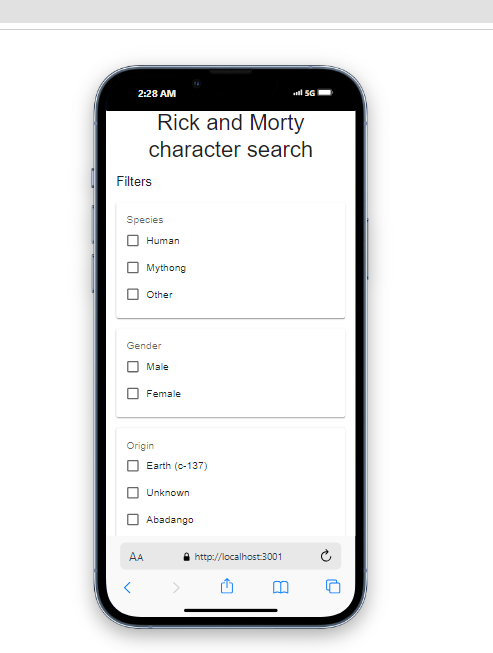 2:28 AM
5G
Rick and Morty
character search
Filters
Species
Human
Mythong
Other
Gender
Male
Female
Origin
Earth (c-137)
Unknown
Abadango
AA
http://localhost:3001